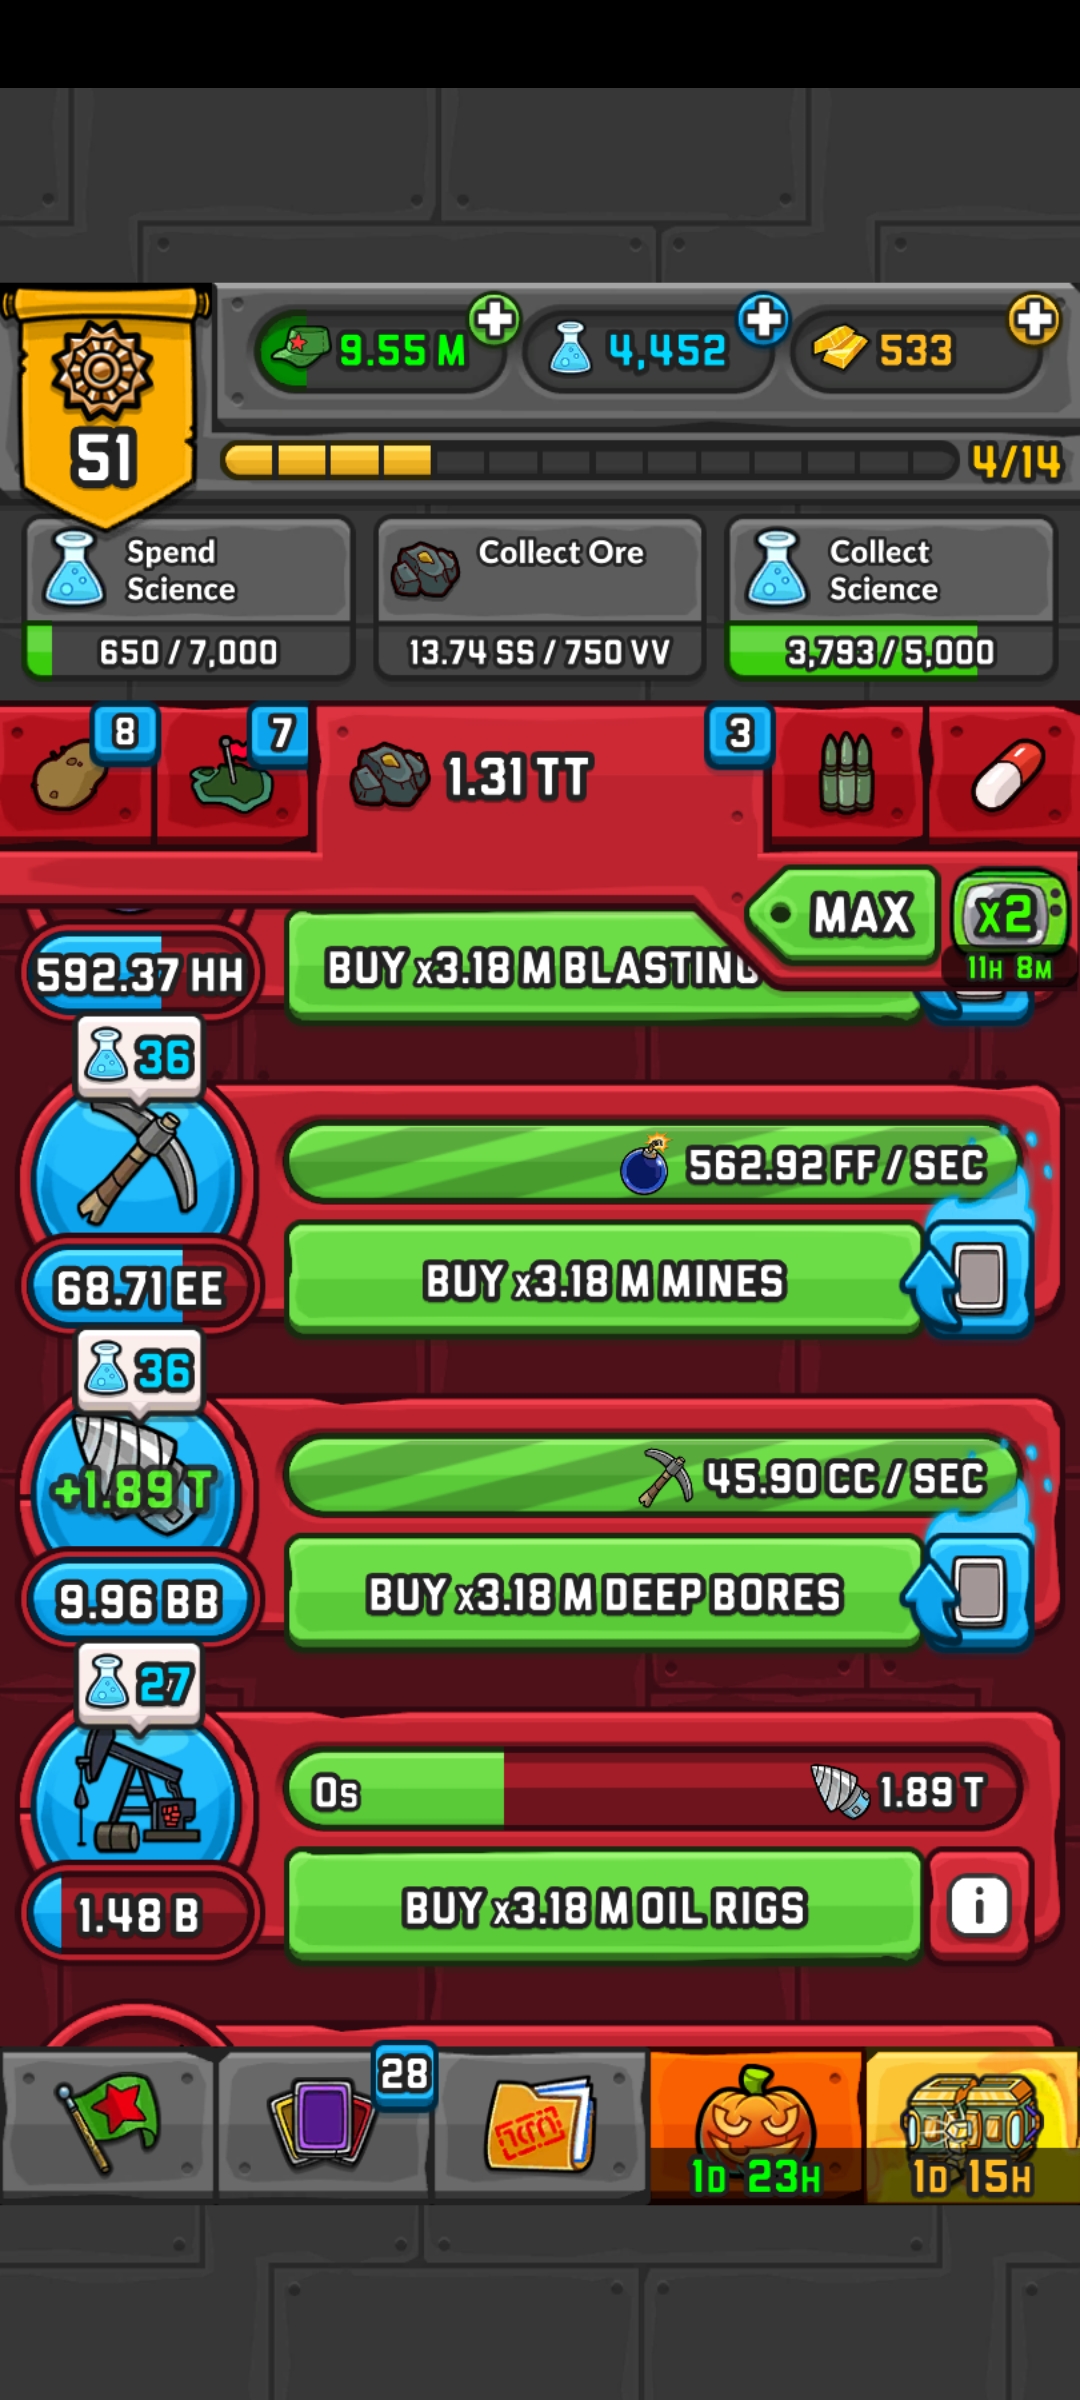 9.55 M
4,452
533
51
4/14
Spend
Science
650 / 7,000
Collect Ore
13.74 SS / 750 VV
Collect
Science
3,793 / 5,000
8
7
1.31 TT
3
MAX
x2
11H 8M
592.37 HH
BUY x3.18 M BLASTING
36
562.92 FF / SEC
68.71 EE
BUY x3.18 M MINES
36
+1.89 T
45.90 CC / SEC
9.96 BB
BUY x3.18 M DEEP BORES
27
0s
1.89 T
1.48 B
BUY x3.18 M OIL RIGS
i
28
1D 23H
1D 15H